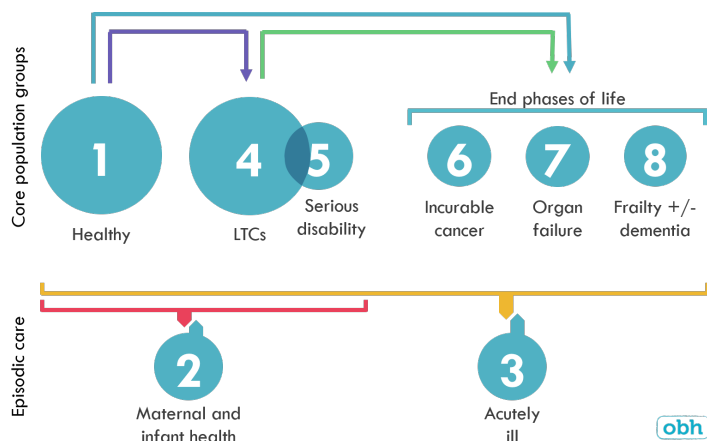 Core population groups
End phases of life
1
4
5
6
7
8
Healthy
LTCs
Serious
disability
Incurable
cancer
Organ
failure
Frailty +/-
dementia
Episodic care
2
3
Maternal and
infant health
Acutely
ill
obh